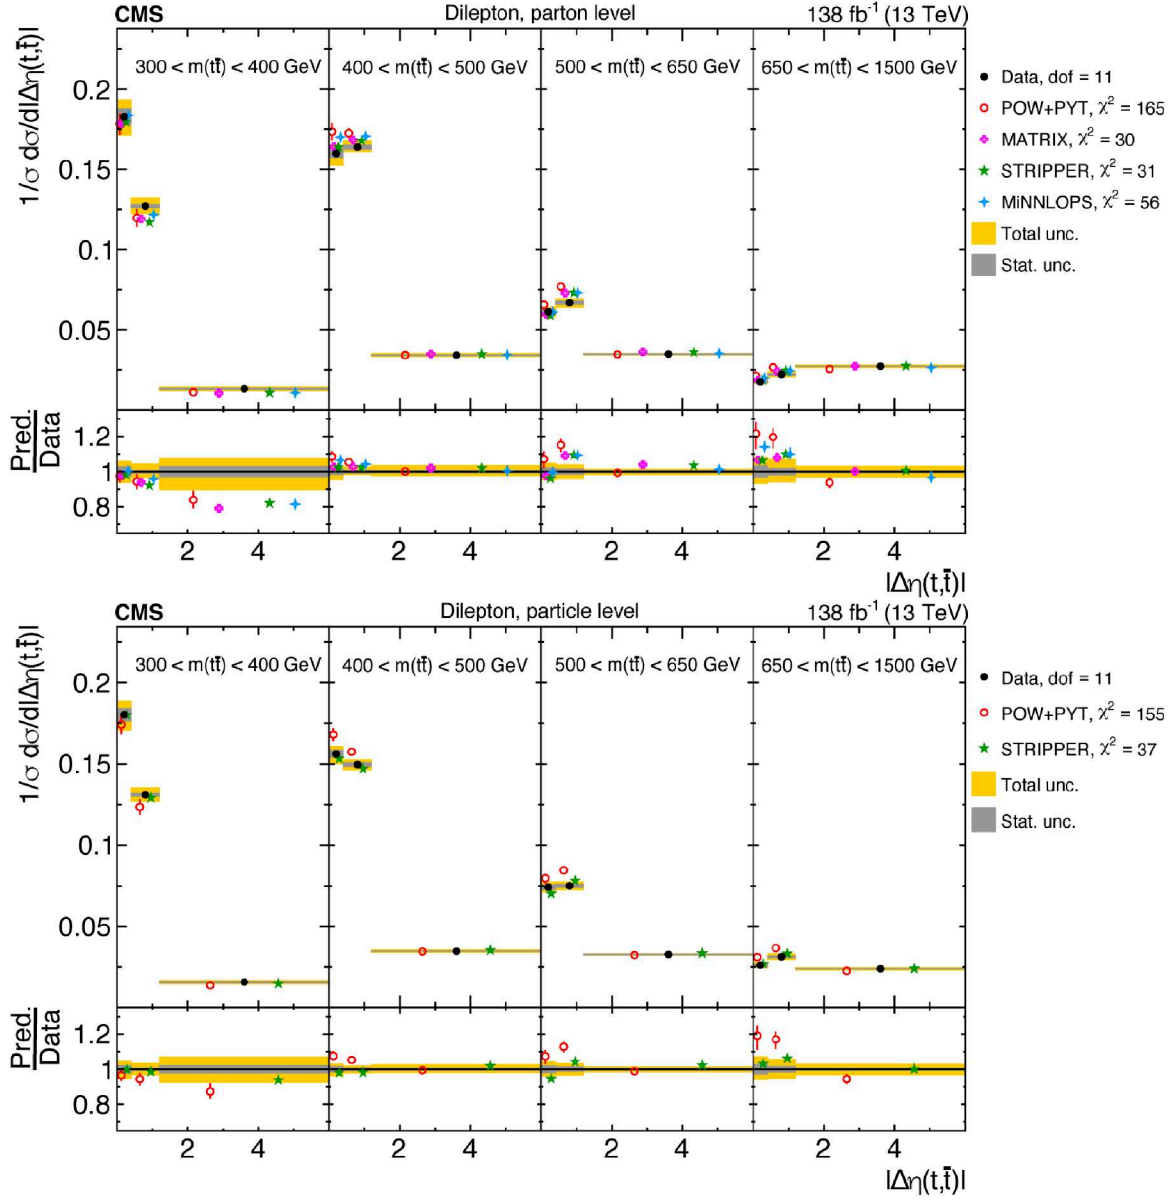 CMS Dilepton, parton level 138 fb⁻¹ (13 TeV)
1/σ dσ/d|Δη(t,t̄)|
300 < m(tt̄) < 400 GeV 400 < m(tt̄) < 500 GeV 500 < m(tt̄) < 650 GeV 650 < m(tt̄) < 1500 GeV
0.2
0.15
0.1
0.05
Data, dof = 11
POW+PYT, χ² = 165
MATRIX, χ² = 30
STRIPPER, χ² = 31
MiNNLOPS, χ² = 56
Total unc.
Stat. unc.
Pred.
Data
1.2
1
0.8
2 4 2 4 2 4 2 4
|Δη(t,t̄)|
CMS Dilepton, particle level 138 fb⁻¹ (13 TeV)
1/σ dσ/d|Δη(t,t̄)|
300 < m(tt̄) < 400 GeV 400 < m(tt̄) < 500 GeV 500 < m(tt̄) < 650 GeV 650 < m(tt̄) < 1500 GeV
0.2
0.15
0.1
0.05
Data, dof = 11
POW+PYT, χ² = 155
STRIPPER, χ² = 37
Total unc.
Stat. unc.
Pred.
Data
1.2
1
0.8
2 4 2 4 2 4 2 4
|Δη(t,t̄)|